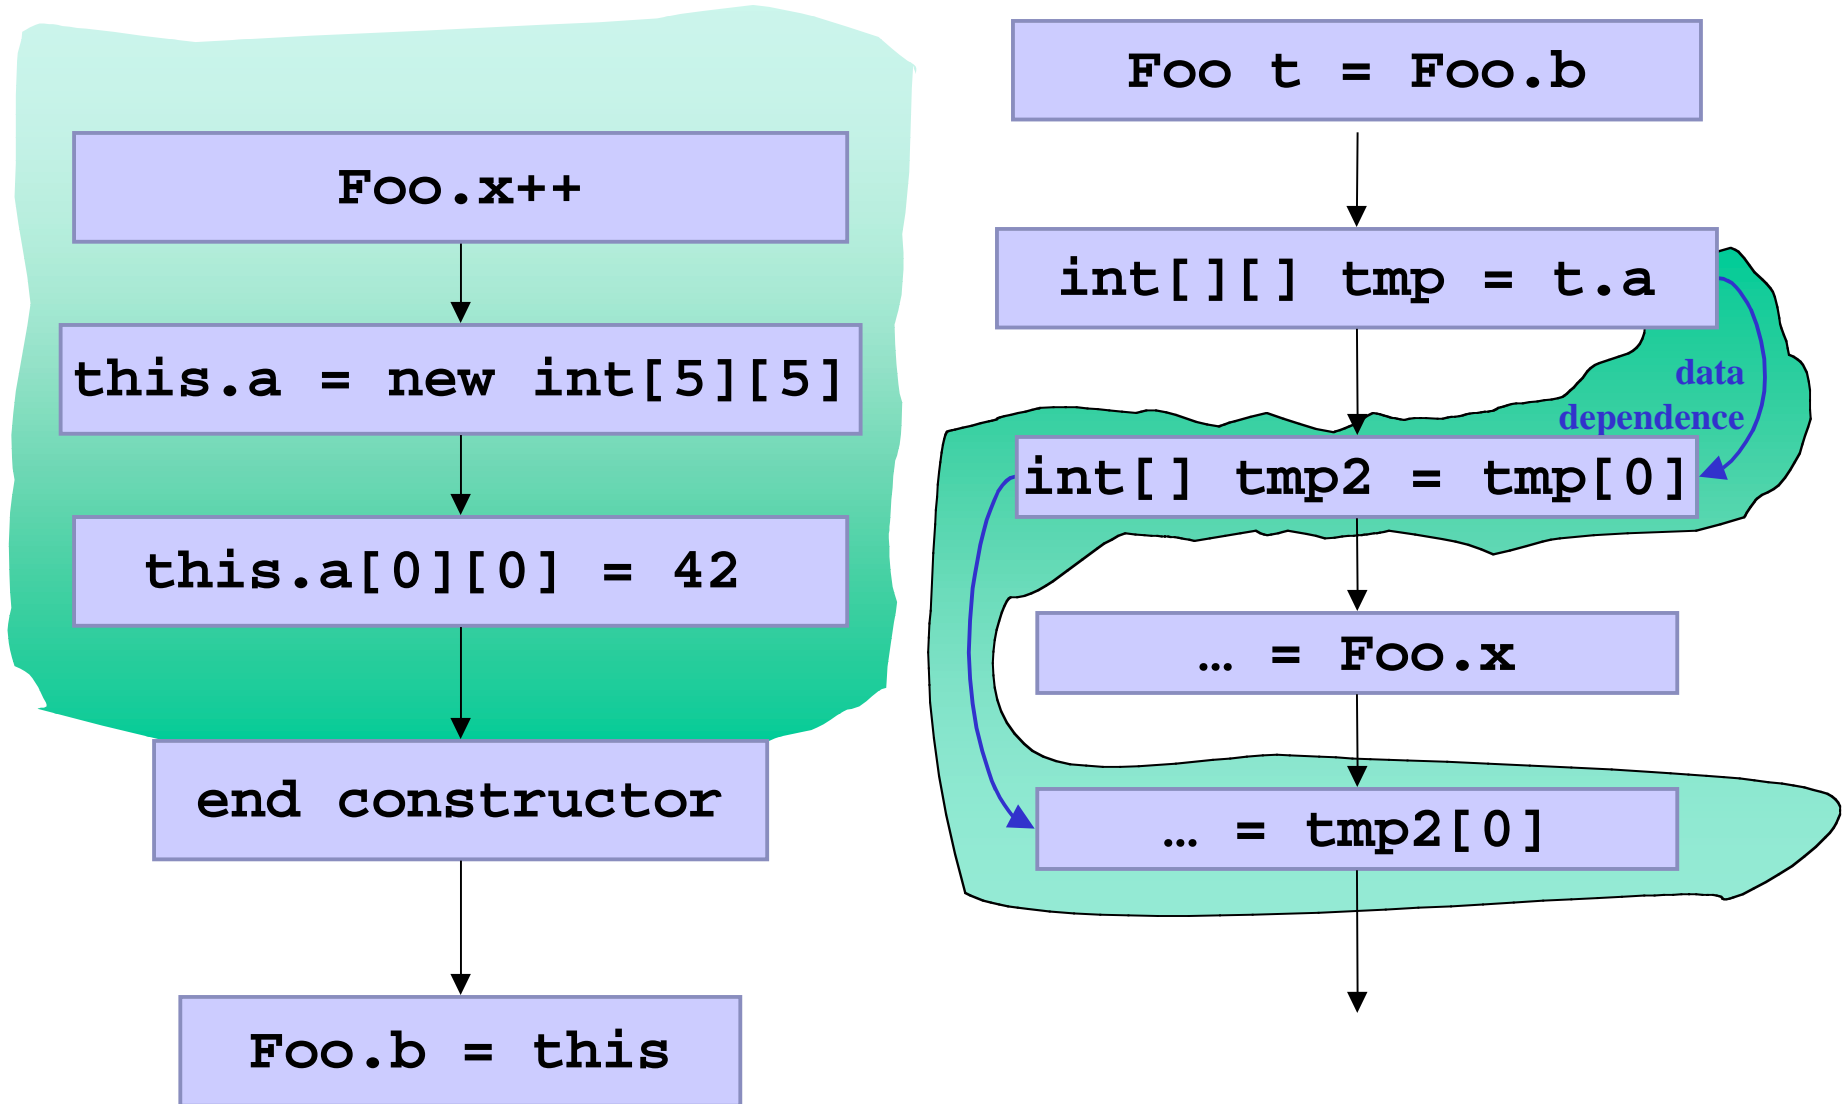 Foo.x++
this.a = new int[5][5]
this.a[0][0] = 42
end constructor
Foo.b = this
Foo t = Foo.b
int[][] tmp = t.a
data
dependence
int[] tmp2 = tmp[0]
… = Foo.x
… = tmp2[0]